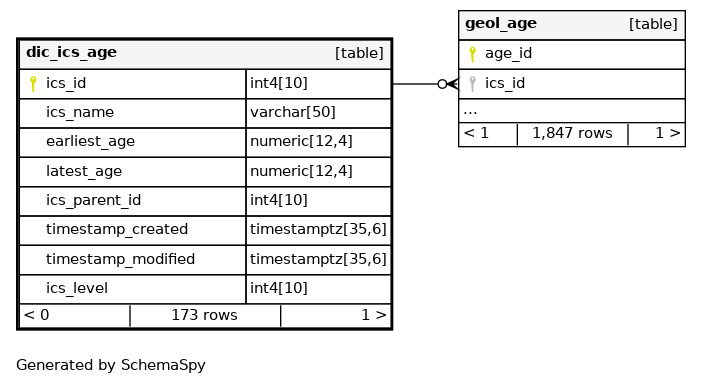 dic_ics_age [table]
ics_id int4[10]
ics_name varchar[50]
earliest_age numeric[12,4]
latest_age numeric[12,4]
ics_parent_id int4[10]
timestamp_created timestamptz[35,6]
timestamp_modified timestamptz[35,6]
ics_level int4[10]
< 0 173 rows 1 >
geol_age [table]
age_id
ics_id
...
< 1 1,847 rows 1 >
Generated by SchemaSpy